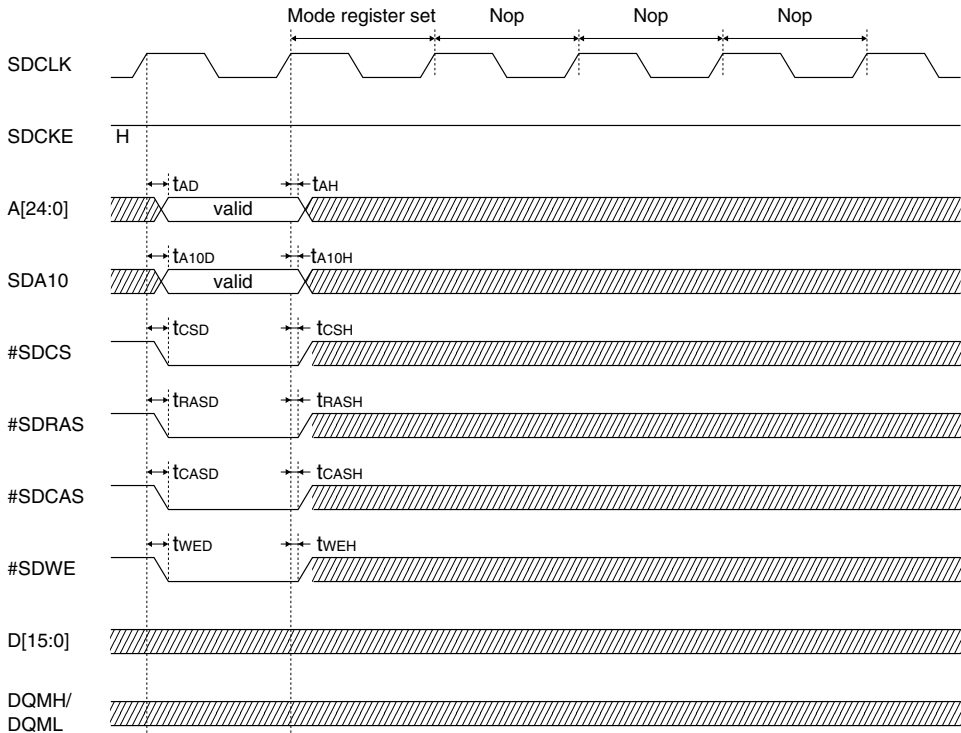 Mode register set Nop Nop Nop
SDCLK
SDCKE H
tAD tAH
A[24:0] valid
tA10D tA10H
SDA10 valid
tCSD tCSH
#SDCS
tRASD tRASH
#SDRAS
tCASD tCASH
#SDCAS
tWED tWEH
#SDWE
D[15:0]
DQMH/
DQML